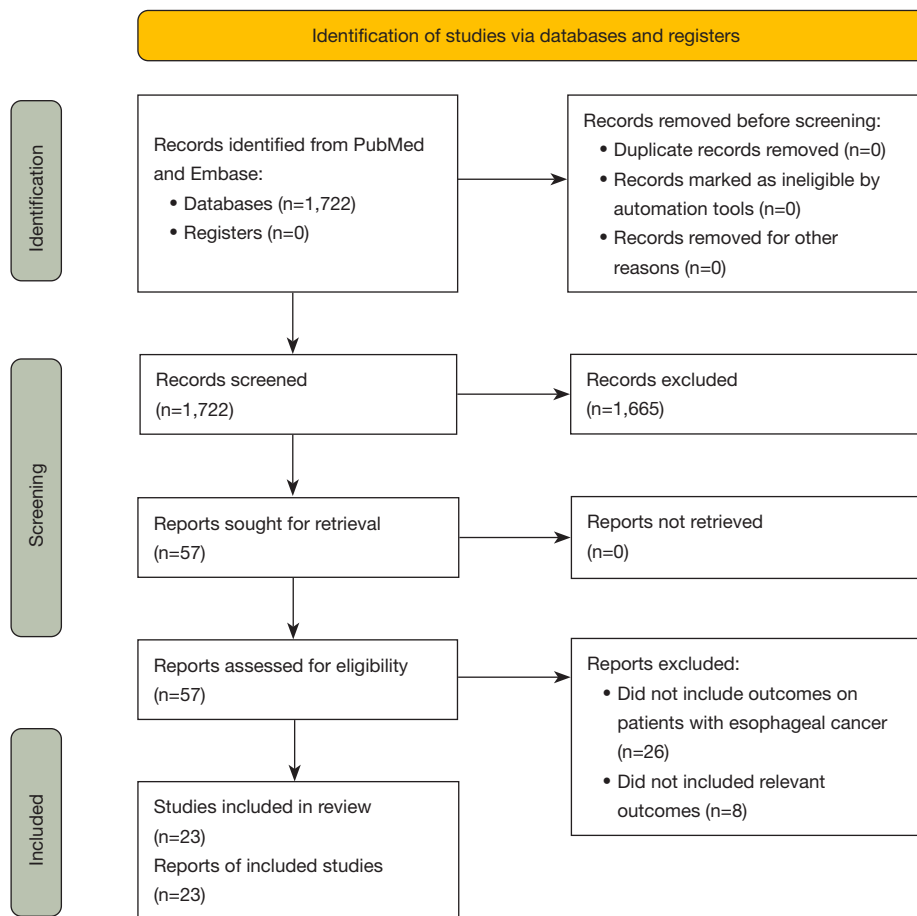 Identification of studies via databases and registers
Identification
Records identified from PubMed
and Embase:
• Databases (n=1,722)
• Registers (n=0)
Records removed before screening:
• Duplicate records removed (n=0)
• Records marked as ineligible by
automation tools (n=0)
• Records removed for other
reasons (n=0)
Screening
Records screened
(n=1,722)
Records excluded
(n=1,665)
Reports sought for retrieval
(n=57)
Reports not retrieved
(n=0)
Reports assessed for eligibility
(n=57)
Reports excluded:
• Did not include outcomes on
patients with esophageal cancer
(n=26)
• Did not included relevant
outcomes (n=8)
Included
Studies included in review
(n=23)
Reports of included studies
(n=23)